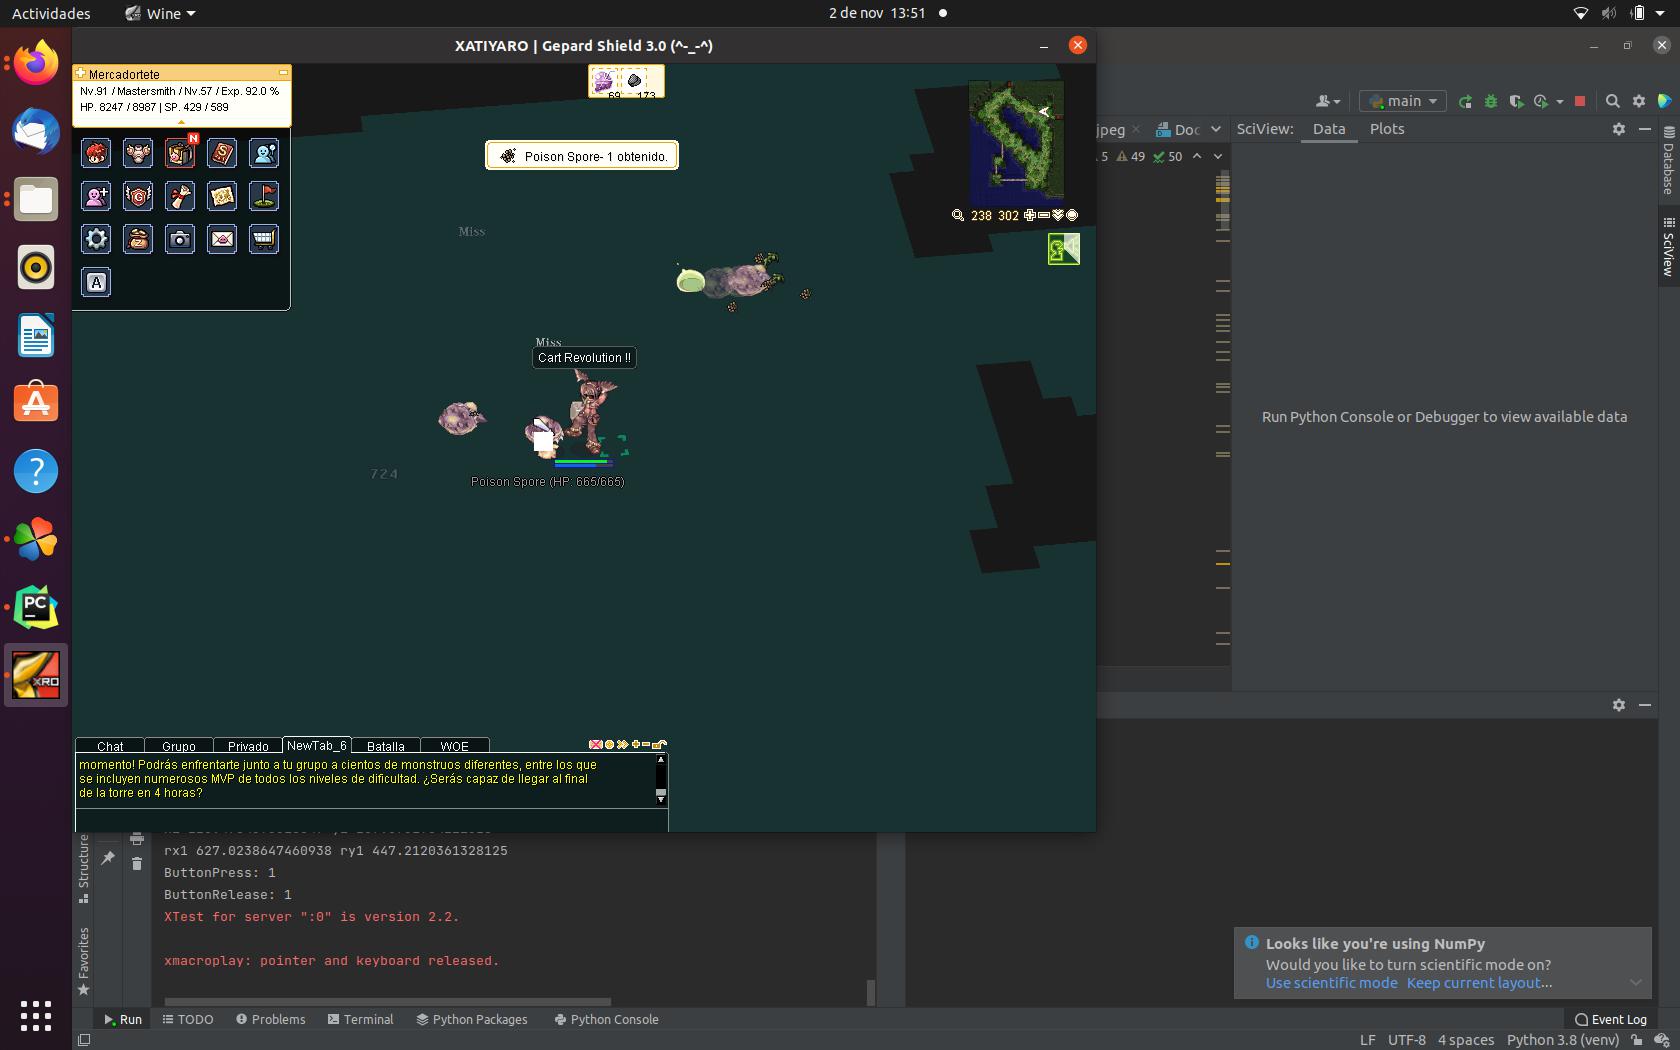 Actividades
Wine
2 de nov 13:51
XATIYARO | Gepard Shield 3.0 (^-_-^)
Mercadortete
Nv.91 / Mastersmith / Nv.57 / Exp. 92.0 %
HP. 8247 / 8987 | SP. 429 / 589
N
A
69 173
Poison Spore- 1 obtenido.
238 302
Miss
Miss
Cart Revolution !!
724
Poison Spore (HP: 665/665)
Chat
Grupo
Privado
NewTab_6
Batalla
WOE
momento! Podrás enfrentarte junto a tu grupo a cientos de monstruos diferentes, entre los que
se incluyen numerosos MVP de todos los niveles de dificultad. ¿Serás capaz de llegar al final
de la torre en 4 horas?
main
jpeg
Doc
SciView:
Data
Plots
5 49 50
Database
SciView
Run Python Console or Debugger to view available data
PC
XRO
rx1 627.0238647460938 ry1 447.2120361328125
ButtonPress: 1
ButtonRelease: 1
XTest for server ":0" is version 2.2.
xmacroplay: pointer and keyboard released.
Structure
Favorites
Looks like you're using NumPy
Would you like to turn scientific mode on?
Use scientific mode Keep current layout...
Run
TODO
Problems
Terminal
Python Packages
Python Console
Event Log
LF UTF-8 4 spaces Python 3.8 (venv)